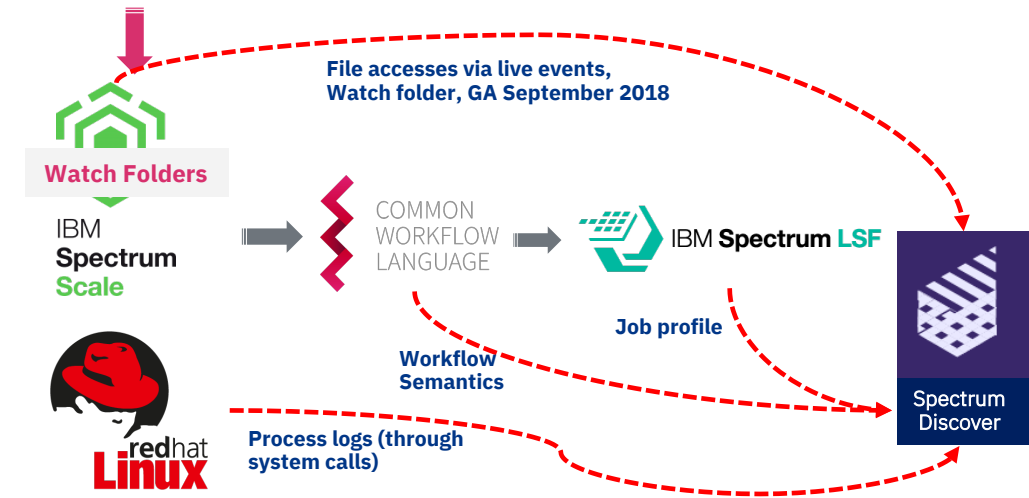 File accesses via live events,
Watch folder, GA September 2018
Watch Folders
IBM
Spectrum
Scale
COMMON
WORKFLOW
LANGUAGE
IBM Spectrum LSF
Job profile
Workflow
Semantics
Spectrum
Discover
redhat
Linux
Process logs (through
system calls)